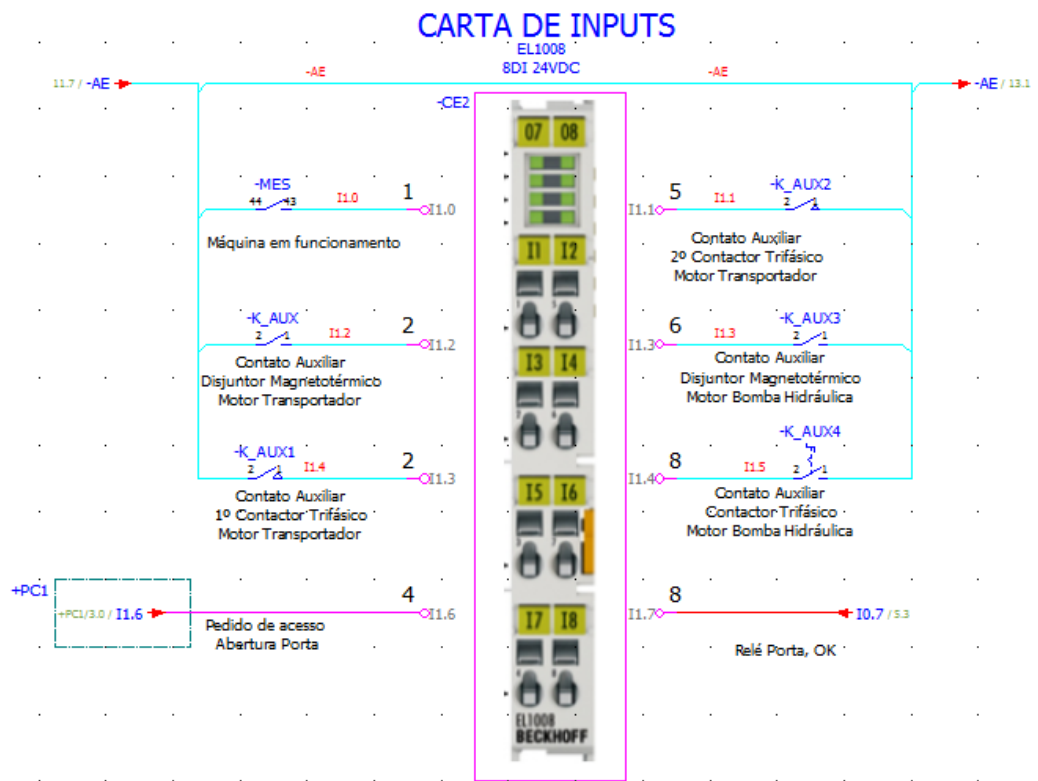 CARTA DE INPUTS
EL1008
8DI 24VDC
11.7 / -AE
-AE
-AE
-AE / 13.1
-CE2
07 08
-MES
44 43
I1.0
1
I1.0
Máquina em funcionamento
5
I1.1
I1.1
-K_AUX2
2 1
Contato Auxiliar
2º Contactor Trifásico
Motor Transportador
I1 I2
-K_AUX
2 1
I1.2
2
I1.2
Contato Auxiliar
Disjuntor Magnetotérmico
Motor Transportador
6
I1.3
I1.3
-K_AUX3
2 1
Contato Auxiliar
Disjuntor Magnetotérmico
Motor Bomba Hidráulica
I3 I4
-K_AUX1
2 1
I1.4
2
I1.3
Contato Auxiliar
1º Contactor Trifásico
Motor Transportador
8
I1.4
I1.5
-K_AUX4
2 1
Contato Auxiliar
Contactor Trifásico
Motor Bomba Hidráulica
I5 I6
+PC1
+PC1/3.0 / I1.6
4
I1.6
Pedido de acesso
Abertura Porta
8
I1.7
I0.7 / 5.3
Relé Porta, OK
I7 I8
EL1008
BECKHOFF